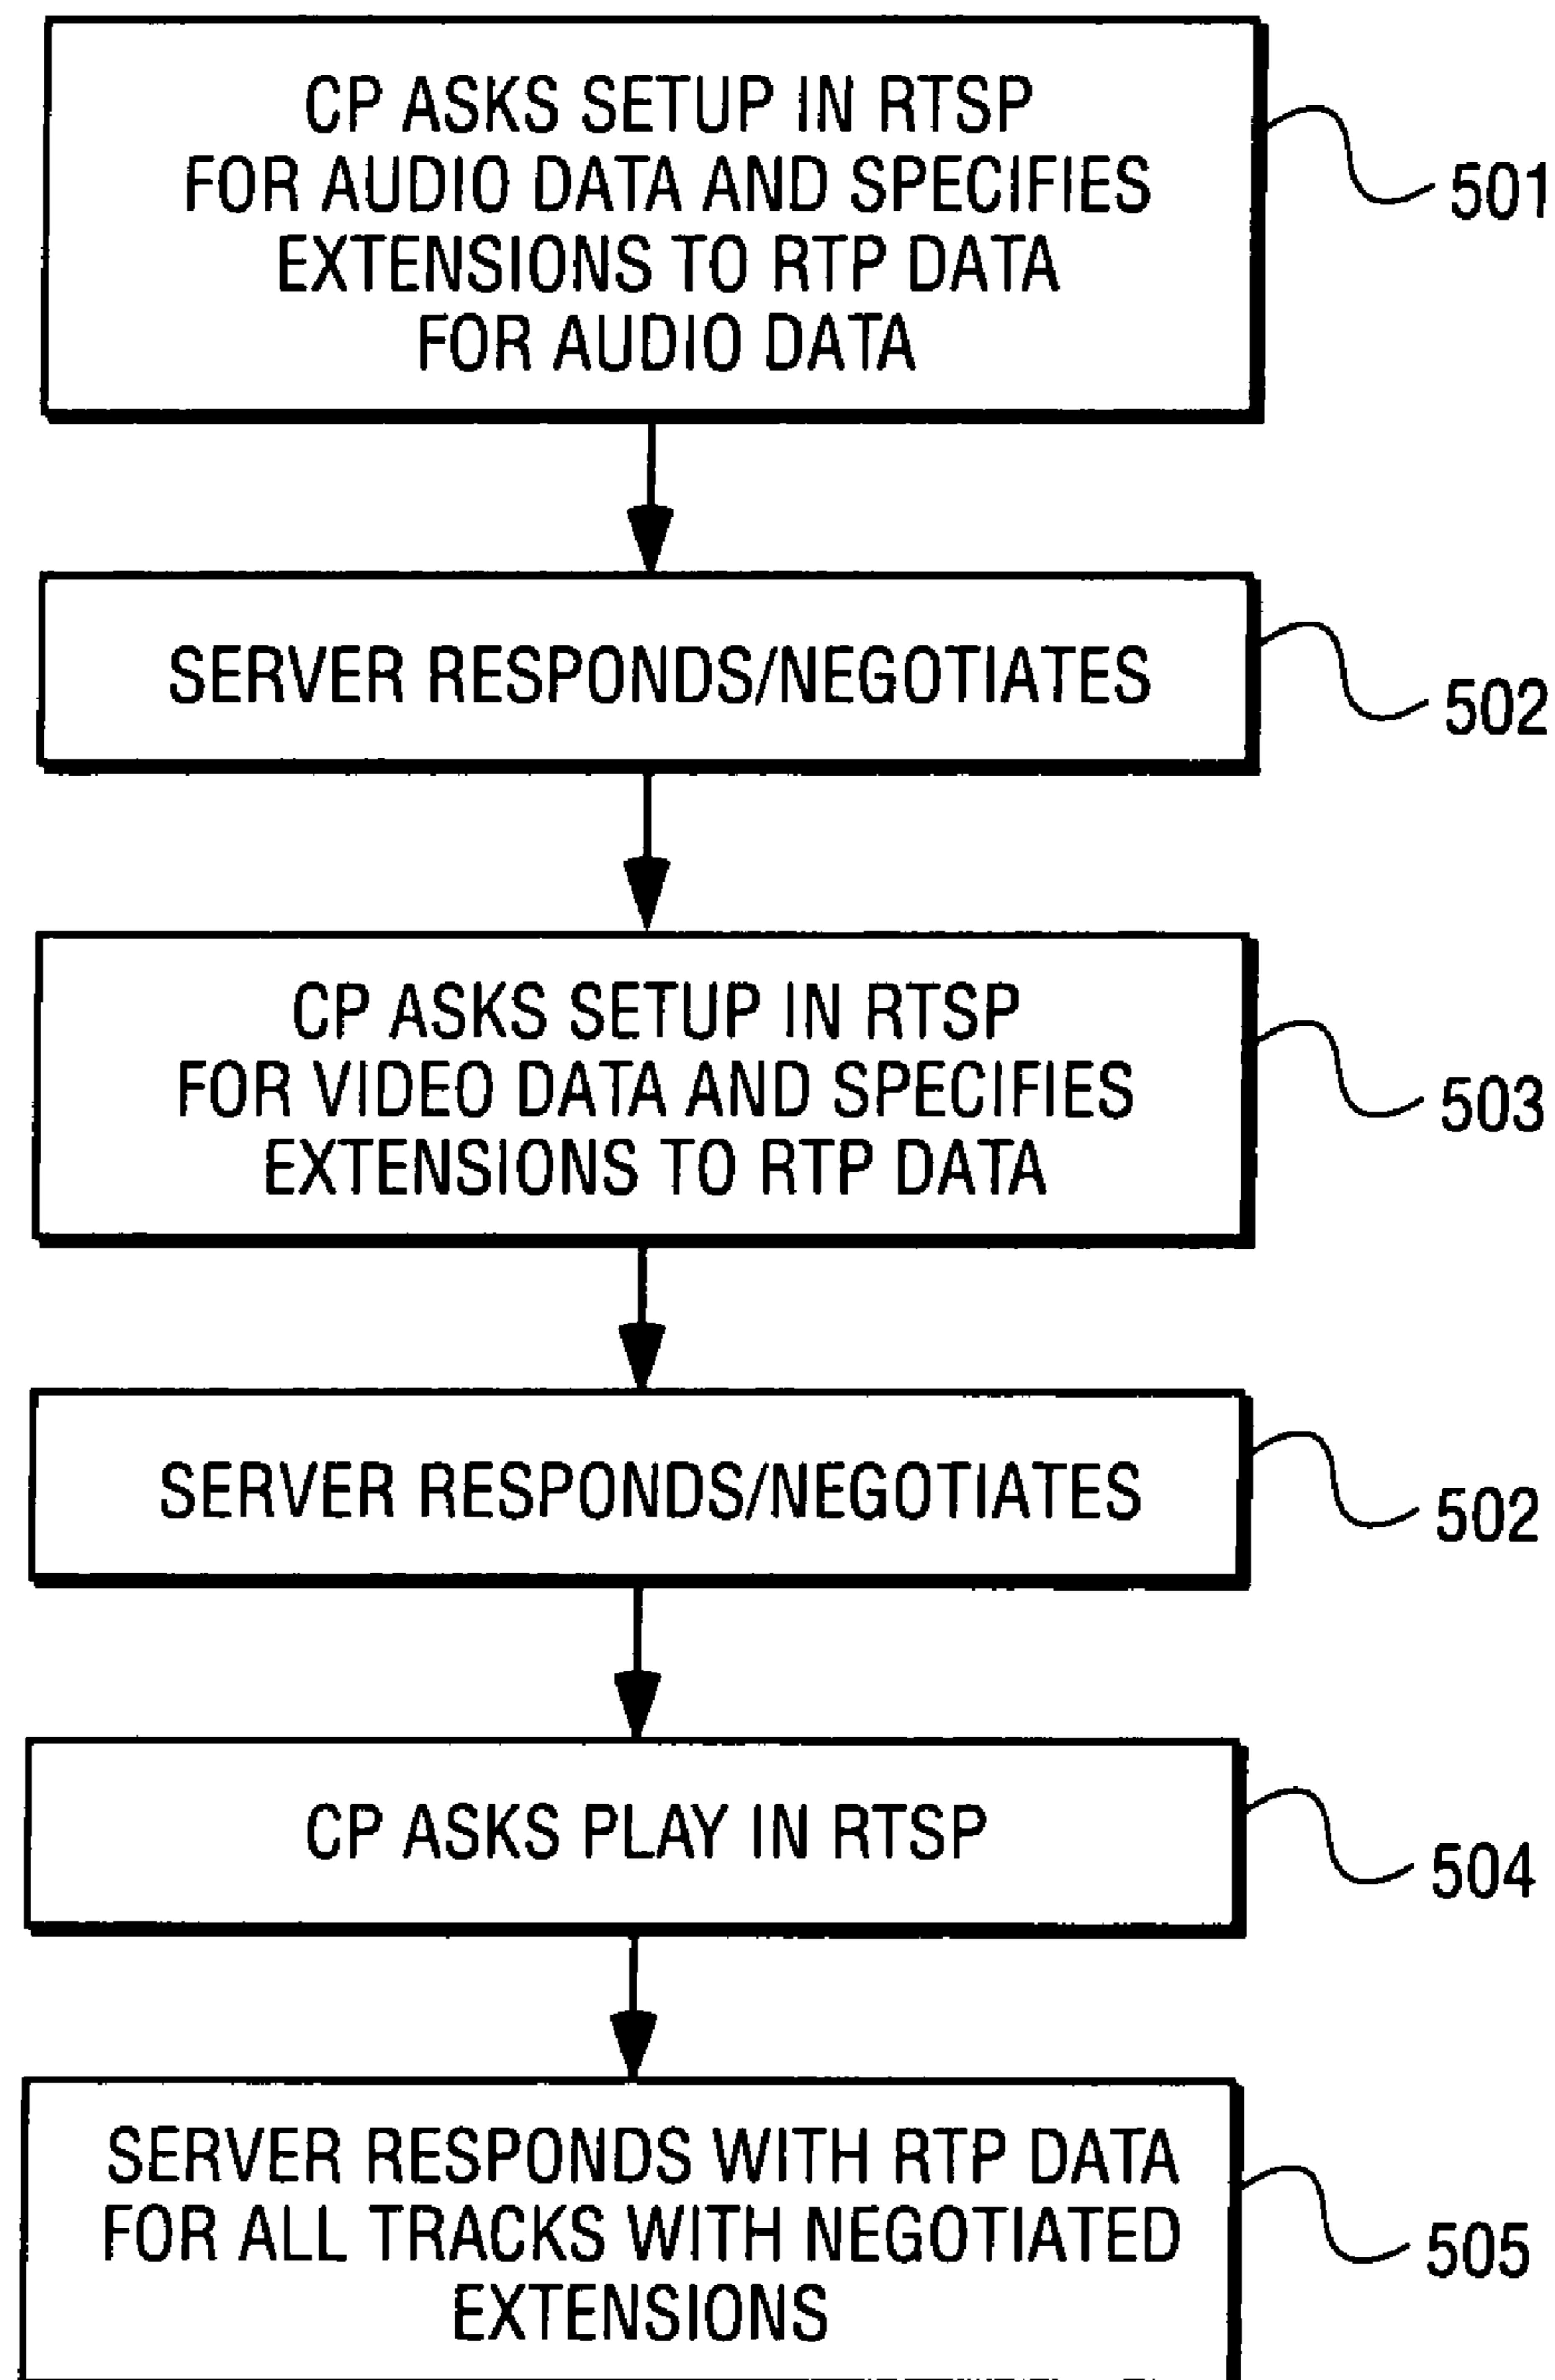 CP ASKS SETUP IN RTSP
FOR AUDIO DATA AND SPECIFIES
EXTENSIONS TO RTP DATA
FOR AUDIO DATA
501
SERVER RESPONDS/NEGOTIATES
502
CP ASKS SETUP IN RTSP
FOR VIDEO DATA AND SPECIFIES
EXTENSIONS TO RTP DATA
503
SERVER RESPONDS/NEGOTIATES
502
CP ASKS PLAY IN RTSP
504
SERVER RESPONDS WITH RTP DATA
FOR ALL TRACKS WITH NEGOTIATED
EXTENSIONS
505